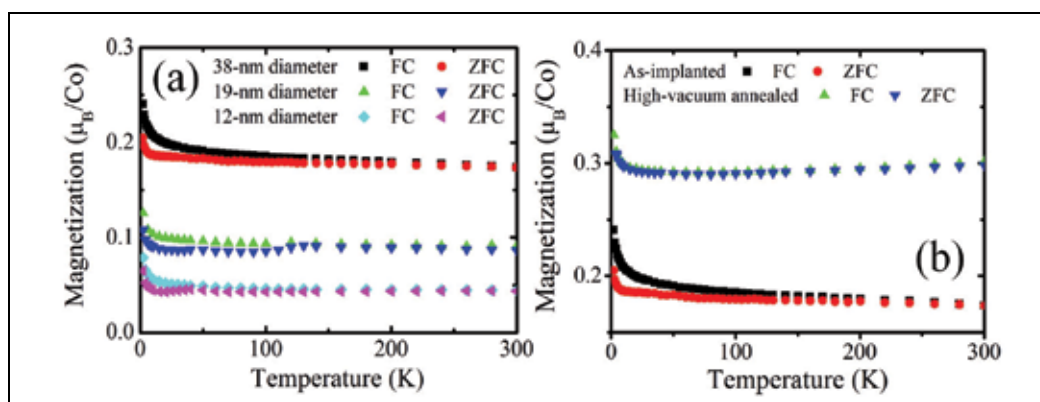 (a)
38-nm diameter FC ZFC
19-nm diameter FC ZFC
12-nm diameter FC ZFC
0.3
0.2
0.1
0.0
Magnetization (μB/Co)
0 100 200 300
Temperature (K)
As-implanted FC ZFC
High-vacuum annealed FC ZFC
0.4
0.3
0.2
Magnetization (μB/Co)
(b)
0 100 200 300
Temperature (K)